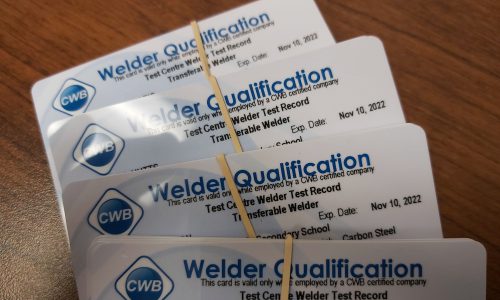 Welder Qualification
This card is valid only while employed by a CWB certified company
Test Centre Welder Test Record
Transferable Welder
Exp. Date: Nov 10, 2022
CWB
Welder Qualification
This card is valid only while employed by a CWB certified company
Test Centre Welder Test Record
Transferable Welder
Exp. Date: Nov 10, 2022
CWB
School
Welder Qualification
This card is valid only while employed by a CWB certified company
Test Centre Welder Test Record
Transferable Welder
Exp. Date: Nov 10, 2022
CWB
Secondary School
Carbon Steel
Welder Qualification
This card is valid only while employed by a CWB certified company
Test Centre Welder Test Record
CWB